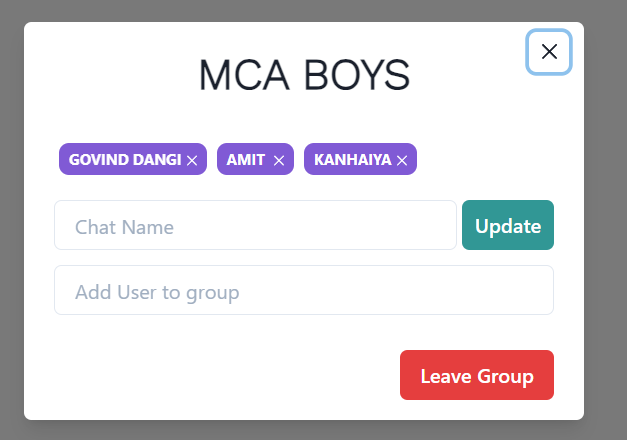 MCA BOYS
GOVIND DANGI AMIT KANHAIYA
Chat Name Update
Add User to group
Leave Group